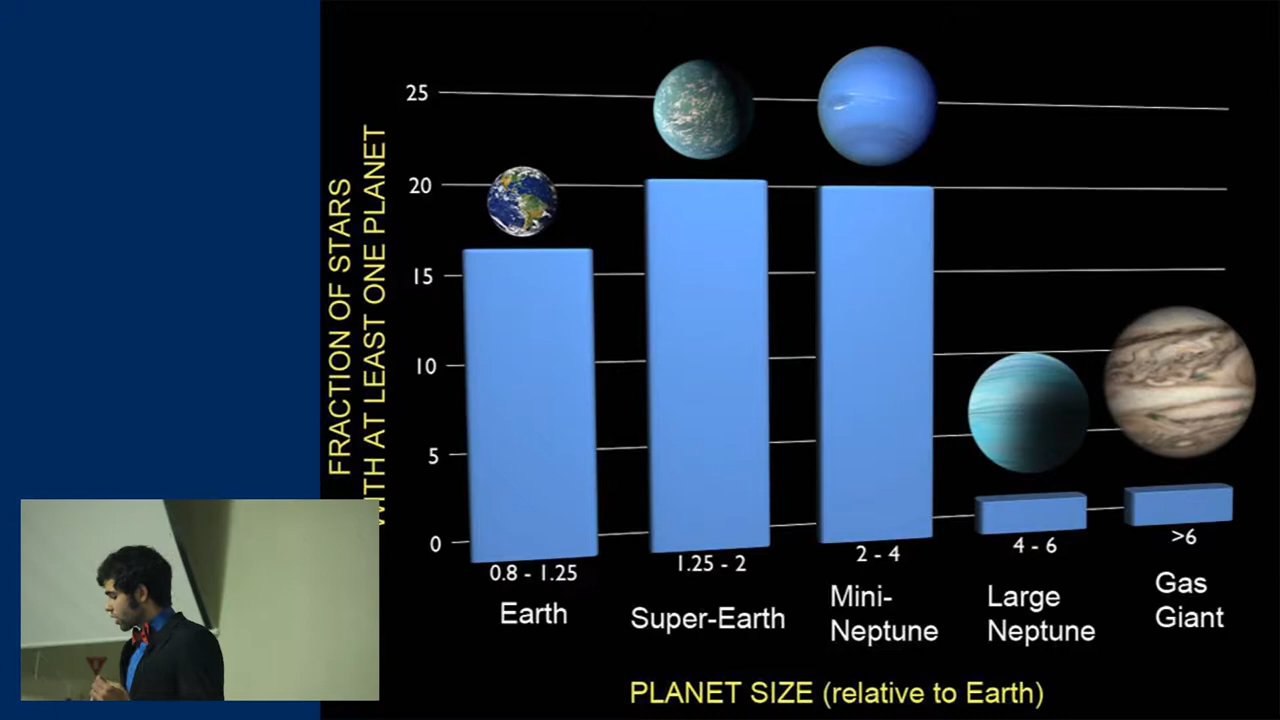 FRACTION OF STARS
WITH AT LEAST ONE PLANET
25
20
15
10
5
0
0.8 - 1.25
1.25 - 2
2 - 4
4 - 6
>6
Earth
Super-Earth
Mini-
Neptune
Large
Neptune
Gas
Giant
PLANET SIZE (relative to Earth)